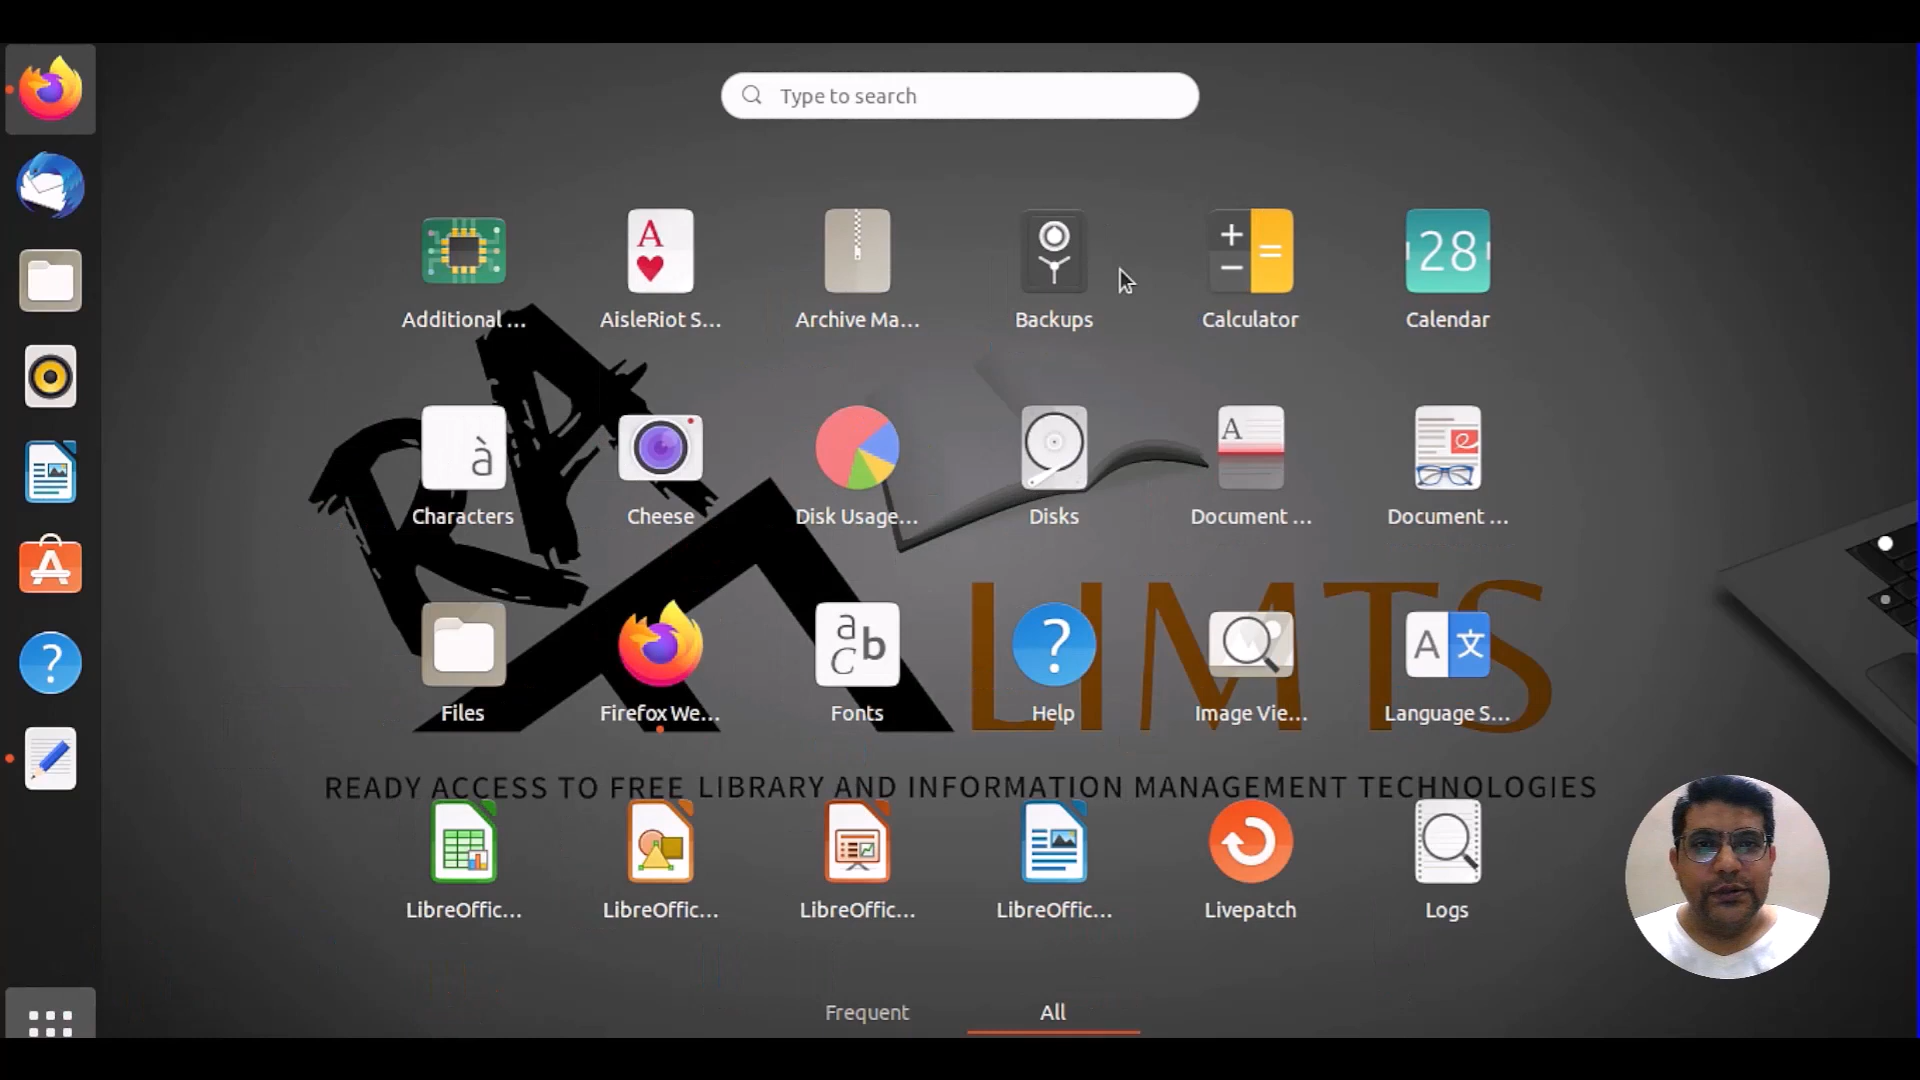 Type to search
Additional ...
AisleRiot S...
Archive Ma...
Backups
Calculator
28
Calendar
Characters
Cheese
Disk Usage...
Disks
Document ...
Document ...
RA
LIMTS
Files
Firefox We...
Fonts
Help
Image Vie...
Language S...
READY ACCESS TO FREE LIBRARY AND INFORMATION MANAGEMENT TECHNOLOGIES
LibreOffic...
LibreOffic...
LibreOffic...
LibreOffic...
Livepatch
Logs
Frequent
All